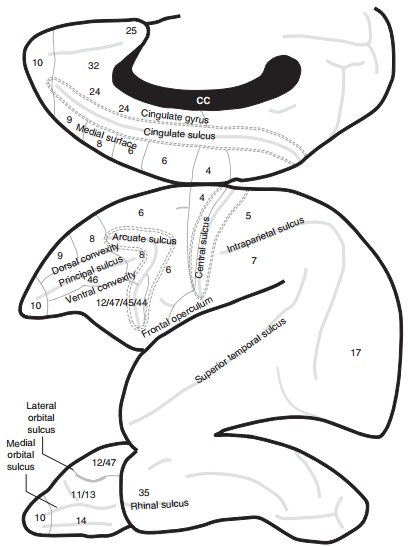 25
10
32
24
CC
24
Cingulate gyrus
9
Cingulate sulcus
Medial surface
8
6
6
4
4
6
5
Arcuate sulcus
8
Central sulcus
Intraparietal sulcus
9
8
7
Dorsal convexity
6
Principal sulcus
46
Ventral convexity
10
12/47/45/44
Frontal operculum
17
Superior temporal sulcus
Lateral
orbital
sulcus
Medial
orbital
sulcus
12/47
11/13
35
Rhinal sulcus
10
14